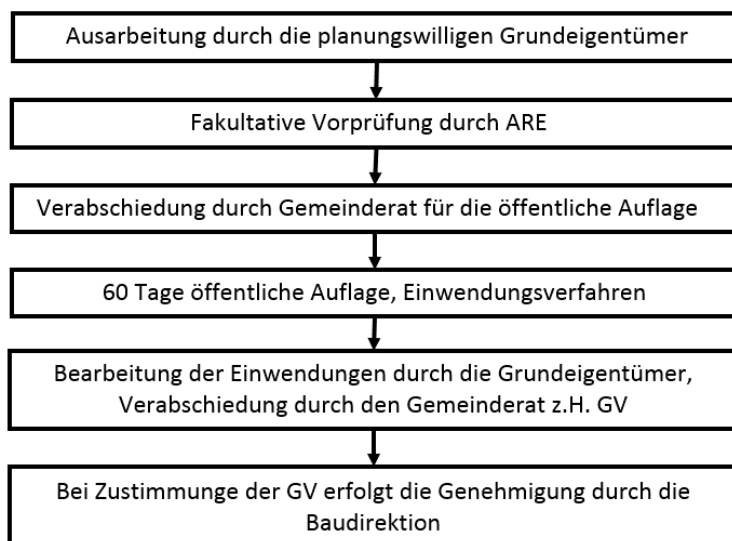 Ausarbeitung durch die planungswilligen Grundeigentümer
Fakultative Vorprüfung durch ARE
Verabschiedung durch Gemeinderat für die öffentliche Auflage
60 Tage öffentliche Auflage, Einwendungsverfahren
Bearbeitung der Einwendungen durch die Grundeigentümer,
Verabschiedung durch den Gemeinderat z.H. GV
Bei Zustimmunge der GV erfolgt die Genehmigung durch die
Baudirektion